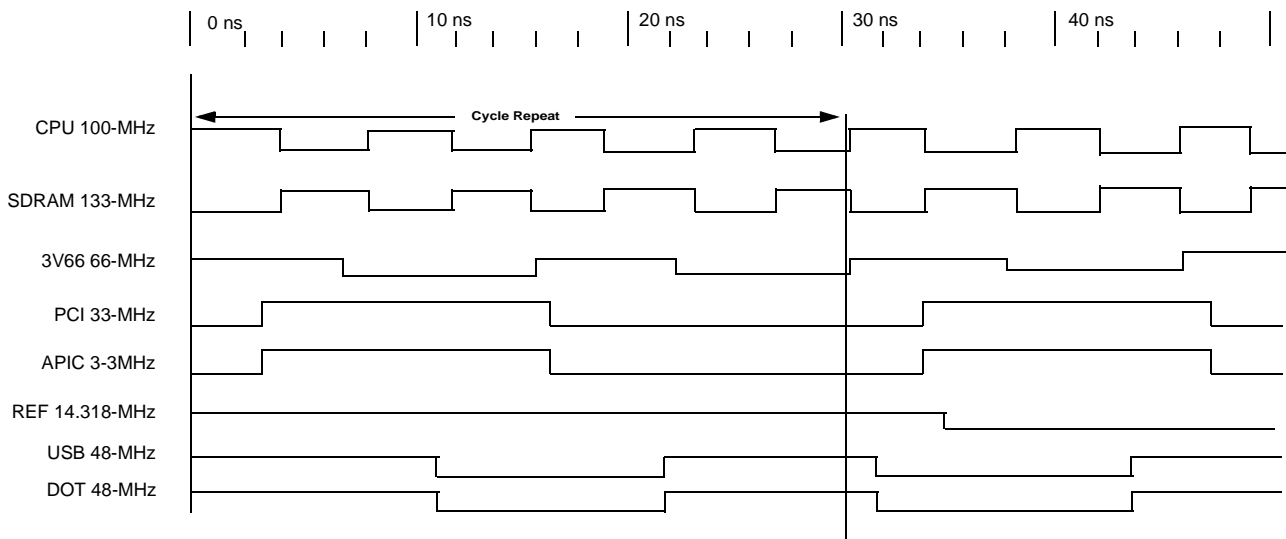 0 ns
10 ns
20 ns
30 ns
40 ns
Cycle Repeat
CPU 100-MHz
SDRAM 133-MHz
3V66 66-MHz
PCI 33-MHz
APIC 3-3MHz
REF 14.318-MHz
USB 48-MHz
DOT 48-MHz